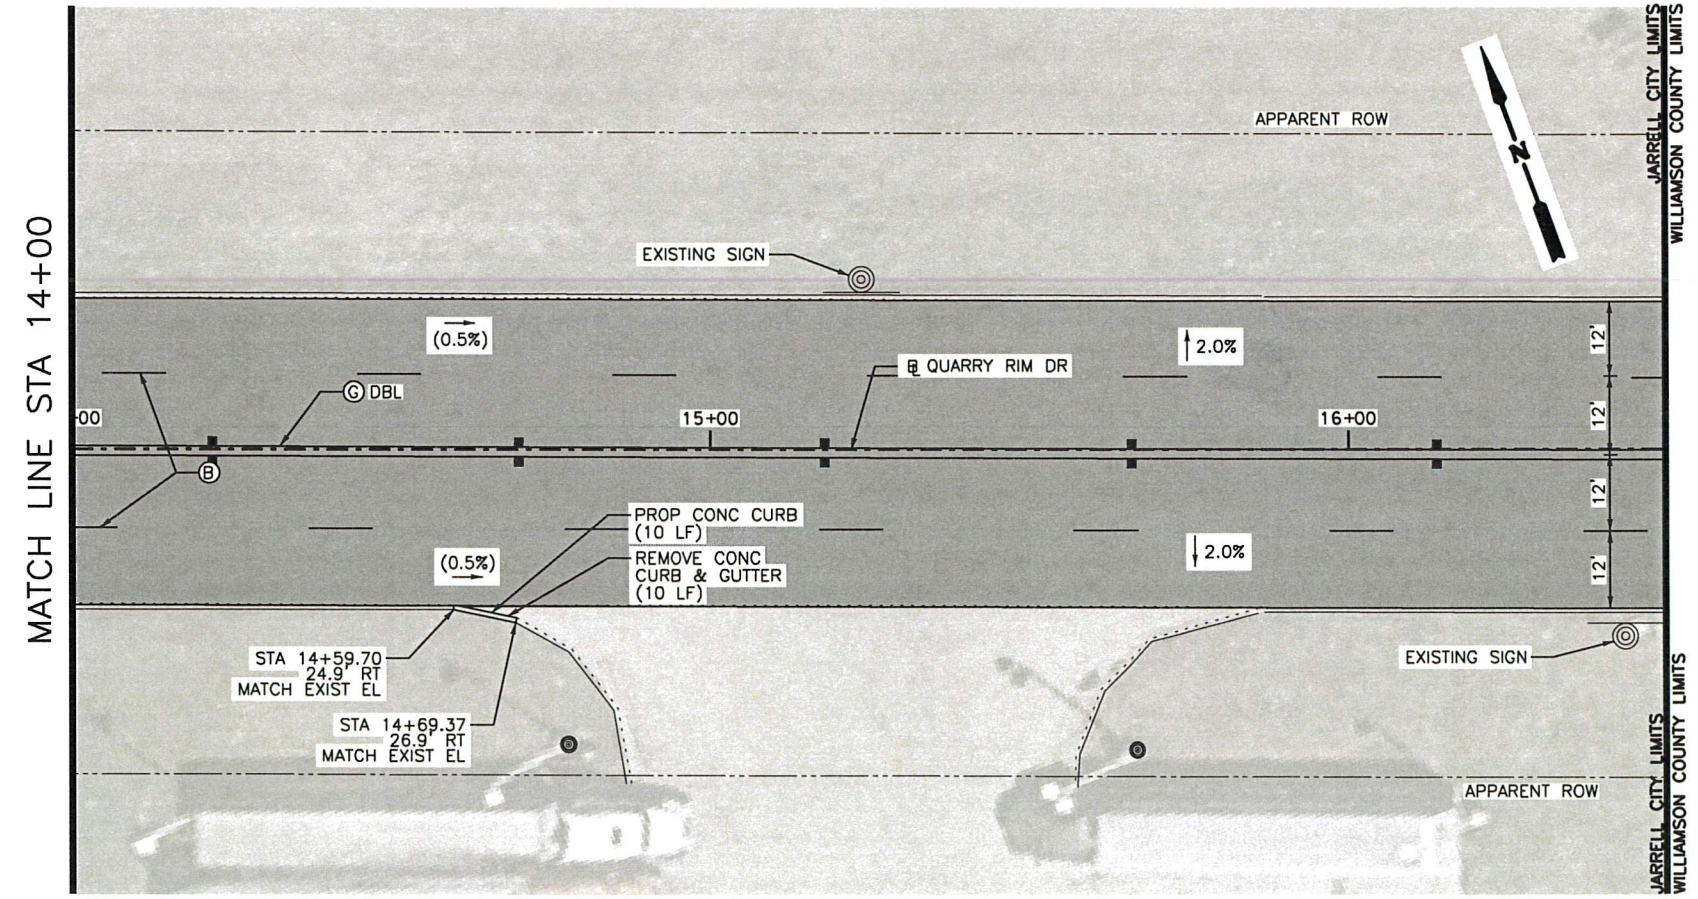 MATCH LINE STA 14+00
JARRELL CITY LIMITS
WILLIAMSON COUNTY LIMITS
APPARENT ROW
N
EXISTING SIGN
(0.5%)
2.0%
12'
QUARRY RIM DR
G DBL
12'
+00
15+00
16+00
B
12'
PROP CONC CURB
(10 LF)
(0.5%)
REMOVE CONC
CURB & GUTTER
(10 LF)
2.0%
12'
STA 14+59.70
24.9' RT
MATCH EXIST EL
EXISTING SIGN
STA 14+69.37
26.9' RT
MATCH EXIST EL
APPARENT ROW
JARRELL CITY LIMITS
WILLIAMSON COUNTY LIMITS